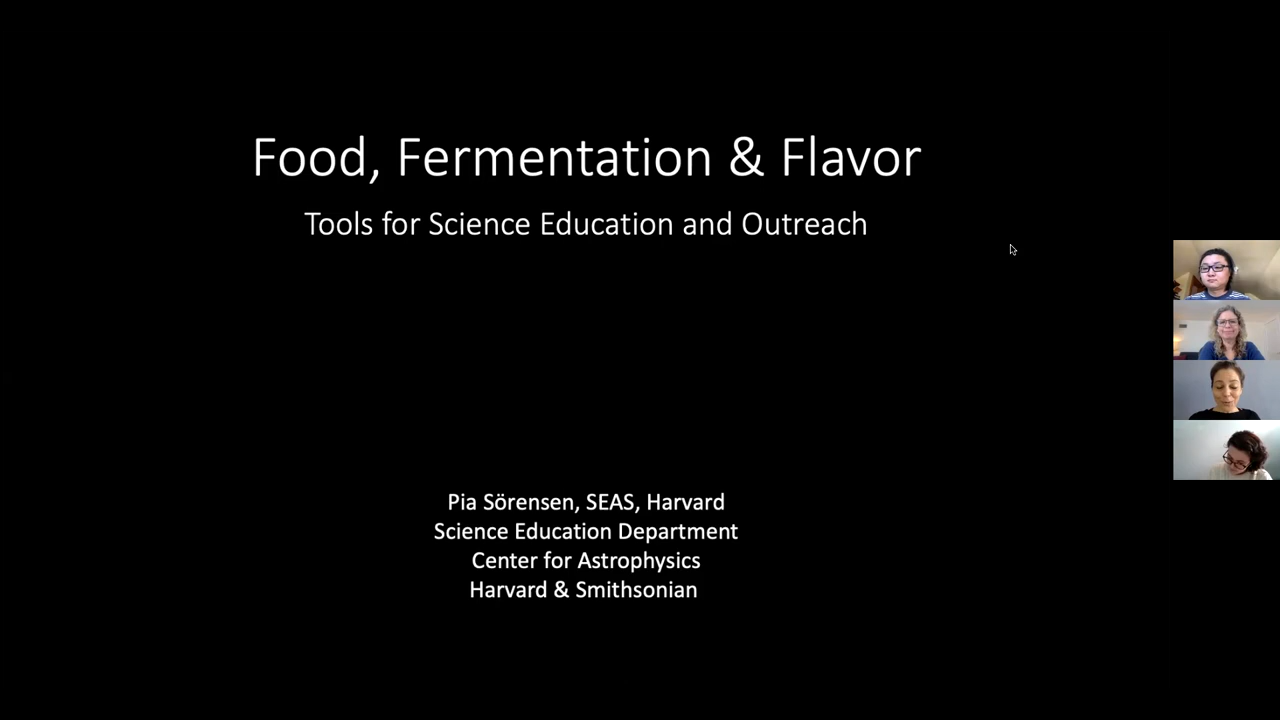 Food, Fermentation & Flavor
Tools for Science Education and Outreach
Pia Sörensen, SEAS, Harvard
Science Education Department
Center for Astrophysics
Harvard & Smithsonian